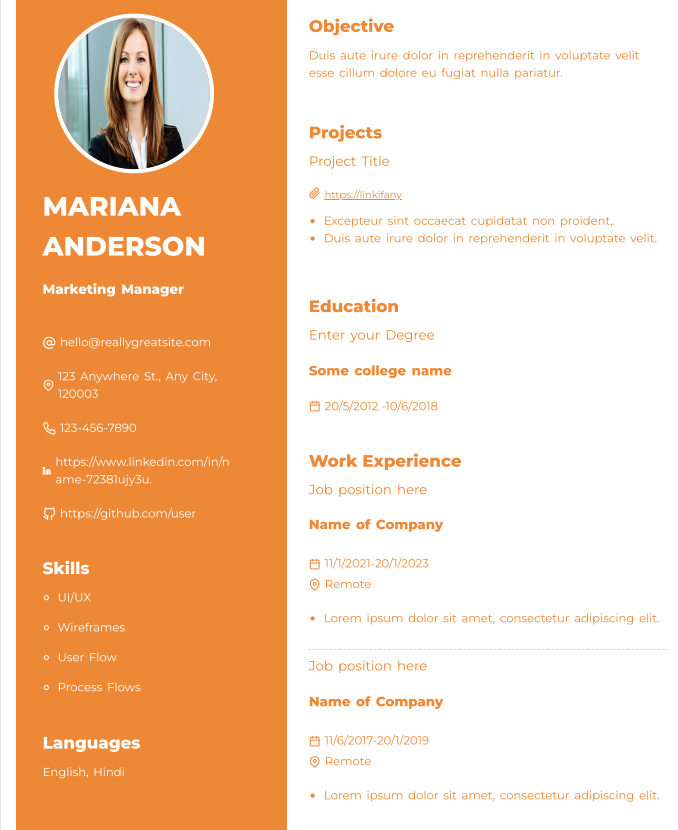 MARIANA
ANDERSON
Marketing Manager
hello@reallygreatsite.com
123 Anywhere St., Any City,
120003
123-456-7890
https://www.linkedin.com/in/n
ame-72381ujy3u.
https://github.com/user
Skills
UI/UX
Wireframes
User Flow
Process Flows
Languages
English, Hindi
Objective
Duis aute irure dolor in reprehenderit in voluptate velit
esse cillum dolore eu fugiat nulla pariatur.
Projects
Project Title
https://linkifany
Excepteur sint occaecat cupidatat non proident,.
Duis aute irure dolor in reprehenderit in voluptate velit.
Education
Enter your Degree
Some college name
20/5/2012 -10/6/2018
Work Experience
Job position here
Name of Company
11/1/2021-20/1/2023
Remote
Lorem ipsum dolor sit amet, consectetur adipiscing elit.
Job position here
Name of Company
11/6/2017-20/1/2019
Remote
Lorem ipsum dolor sit amet, consectetur adipiscing elit.